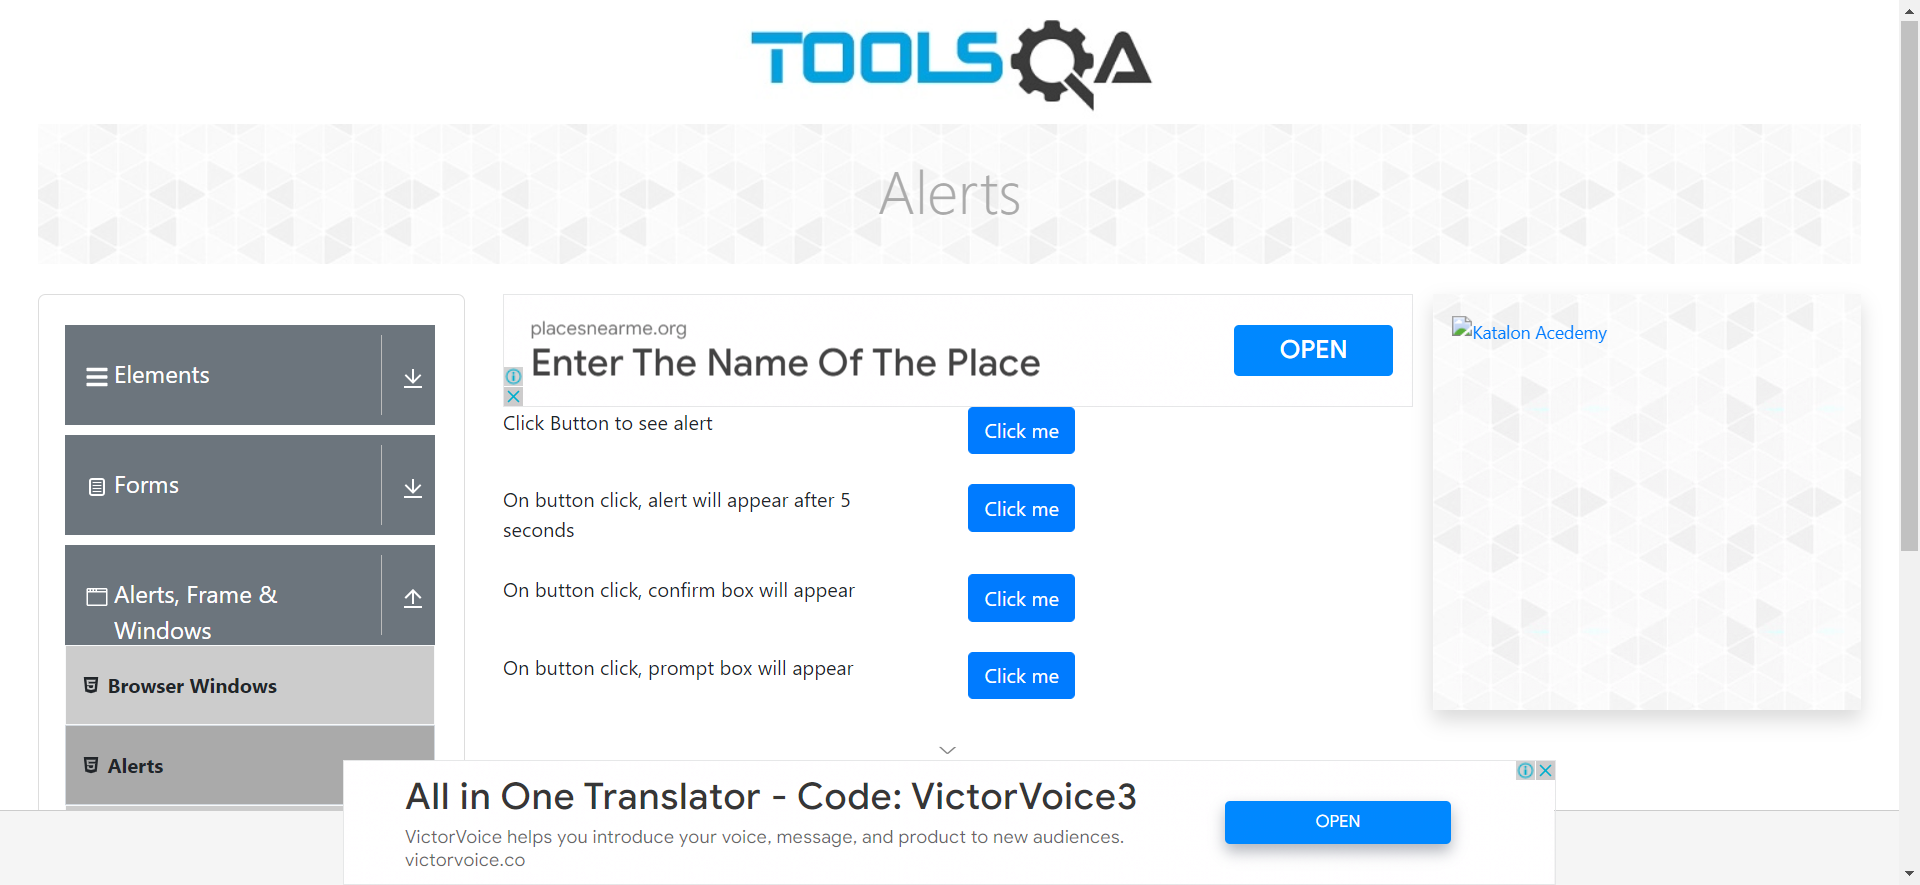 TOOLSQA
Alerts
Elements
Forms
Alerts, Frame &
Windows
Browser Windows
Alerts
placesnearme.org
Enter The Name Of The Place
OPEN
Click Button to see alert
Click me
On button click, alert will appear after 5
seconds
Click me
On button click, confirm box will appear
Click me
On button click, prompt box will appear
Click me
Katalon Acedemy
All in One Translator - Code: VictorVoice3
VictorVoice helps you introduce your voice, message, and product to new audiences.
victorvoice.co
OPEN